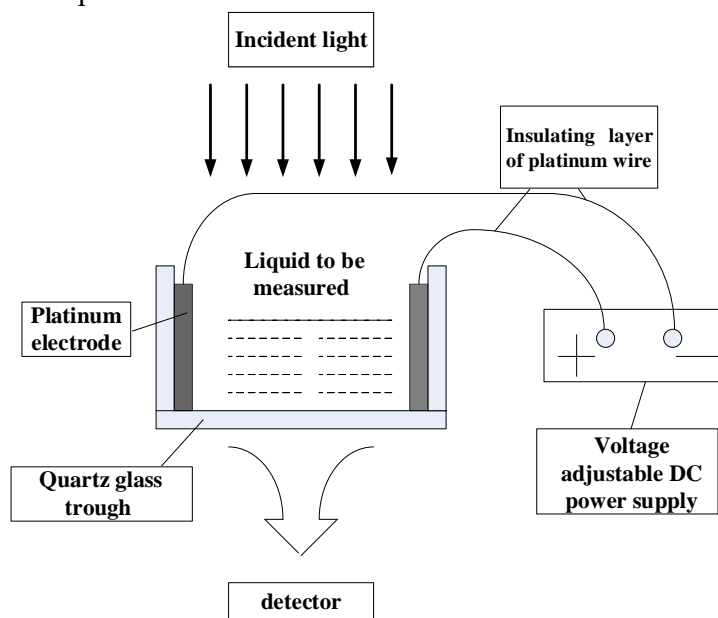 Incident light
Insulating layer
of platinum wire
Liquid to be
measured
Platinum
electrode
Quartz glass
trough
Voltage
adjustable DC
power supply
detector